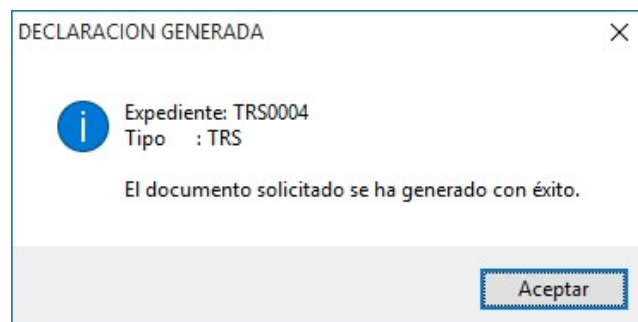 DECLARACION GENERADA
Expediente: TRS0004
Tipo : TRS
El documento solicitado se ha generado con éxito.
Aceptar